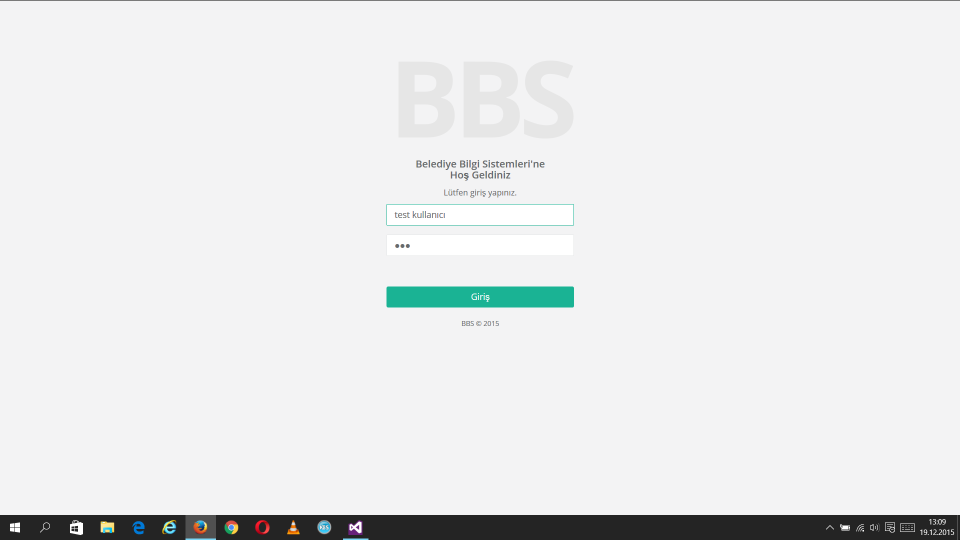 BBS
Belediye Bilgi Sistemleri'ne
Hoş Geldiniz
Lütfen giriş yapınız.
test kullanıcı
●●●
Giriş
BBS © 2015
13:09
19.12.2015